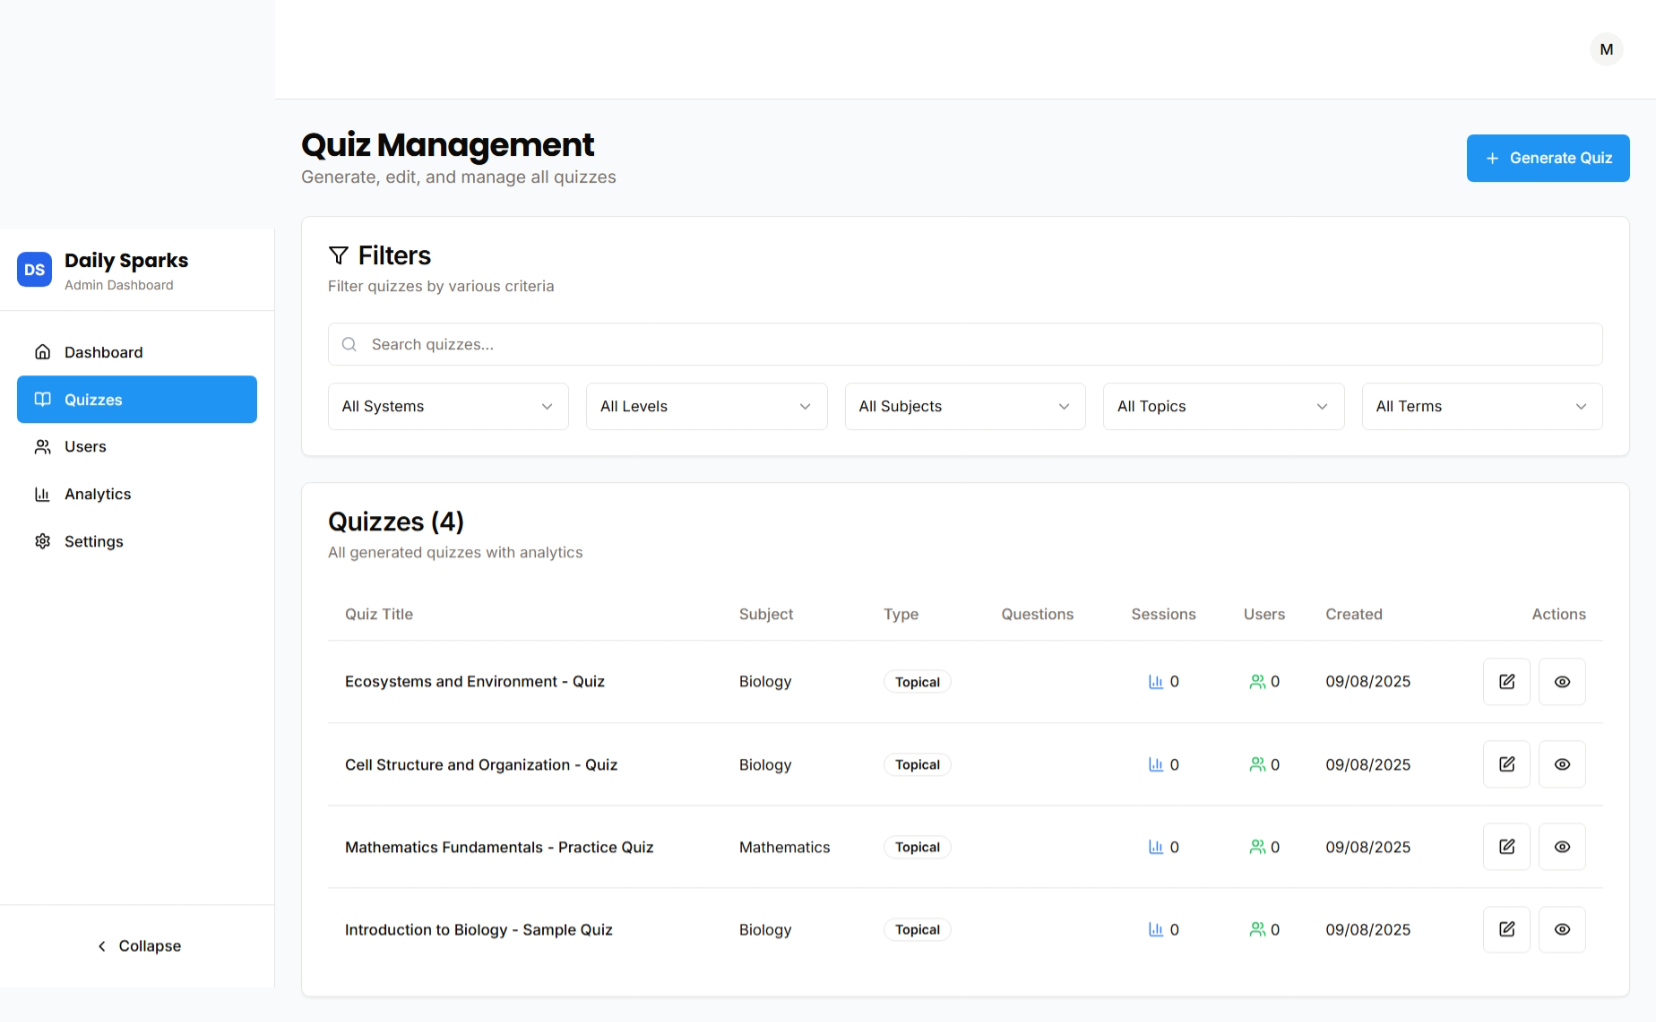 M
Quiz Management
Generate, edit, and manage all quizzes
Generate Quiz
DS
Daily Sparks
Admin Dashboard
Dashboard
Quizzes
Users
Analytics
Settings
Collapse
Filters
Filter quizzes by various criteria
Search quizzes...
All Systems All Levels All Subjects All Topics All Terms
Quizzes (4)
All generated quizzes with analytics
Quiz Title Subject Type Questions Sessions Users Created Actions
Ecosystems and Environment - Quiz Biology Topical 0 0 09/08/2025
Cell Structure and Organization - Quiz Biology Topical 0 0 09/08/2025
Mathematics Fundamentals - Practice Quiz Mathematics Topical 0 0 09/08/2025
Introduction to Biology - Sample Quiz Biology Topical 0 0 09/08/2025